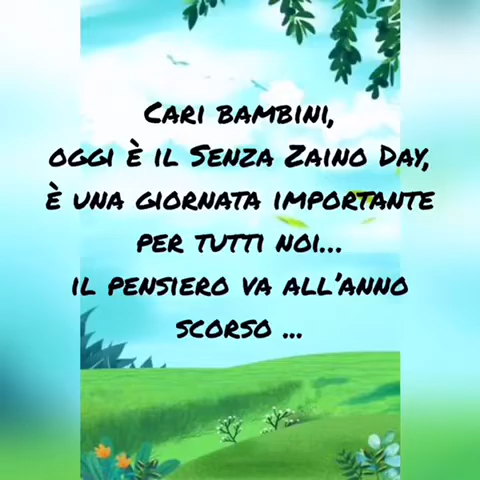 Cari bambini,
oggi è il Senza Zaino Day,
è una giornata importante
per tutti noi...
il pensiero va all'anno
scorso ...